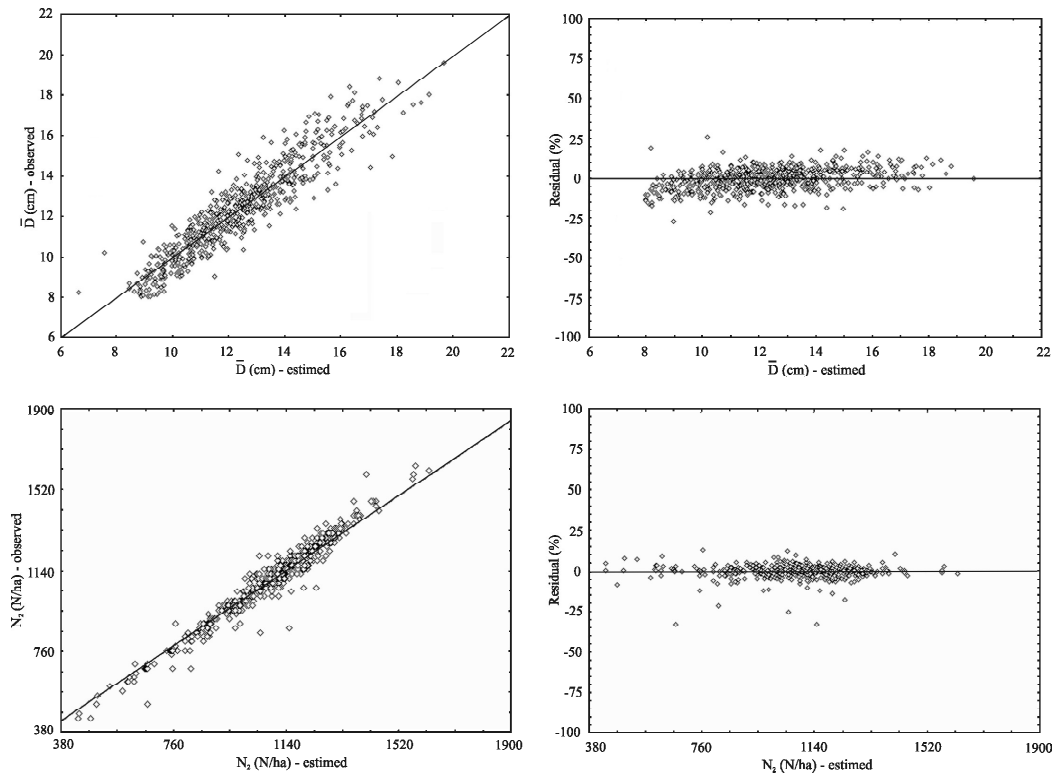 22
20
18
16
14
12
10
8
6
D̅ (cm) - observed
6 8 10 12 14 16 18 20 22
D̅ (cm) - estimed
100
75
50
25
0
-25
-50
-75
-100
Residual (%)
6 8 10 12 14 16 18 20 22
D̅ (cm) - estimed
1900
1520
1140
760
380
N₂ (N/ha) - observed
380 760 1140 1520 1900
N₂ (N/ha) - estimed
100
75
50
25
0
-25
-50
-75
-100
Residual (%)
380 760 1140 1520 1900
N₂ (N/ha) - estimed